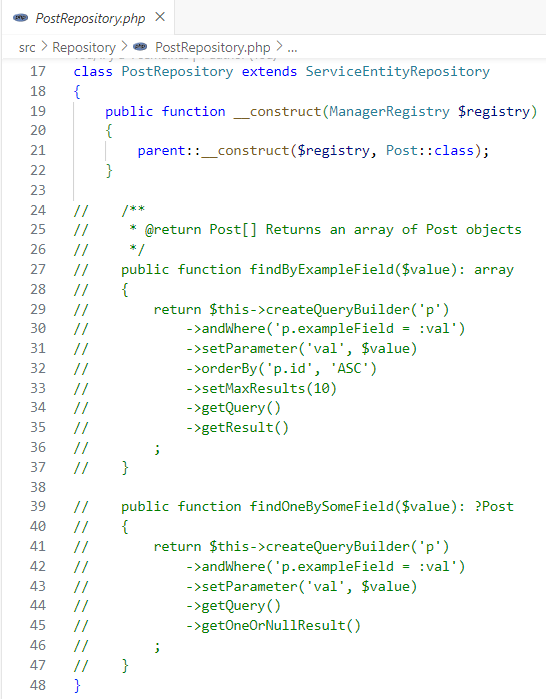 PostRepository.php ×
src > Repository > PostRepository.php > ...
17 class PostRepository extends ServiceEntityRepository
18 {
19     public function __construct(ManagerRegistry $registry)
20     {
21         parent::__construct($registry, Post::class);
22     }
23
24 //    /**
25 //     * @return Post[] Returns an array of Post objects
26 //     */
27 //    public function findByExampleField($value): array
28 //    {
29 //        return $this->createQueryBuilder('p')
30 //            ->andWhere('p.exampleField = :val')
31 //            ->setParameter('val', $value)
32 //            ->orderBy('p.id', 'ASC')
33 //            ->setMaxResults(10)
34 //            ->getQuery()
35 //            ->getResult()
36 //        ;
37 //    }
38
39 //    public function findOneBySomeField($value): ?Post
40 //    {
41 //        return $this->createQueryBuilder('p')
42 //            ->andWhere('p.exampleField = :val')
43 //            ->setParameter('val', $value)
44 //            ->getQuery()
45 //            ->getOneOrNullResult()
46 //        ;
47 //    }
48 }